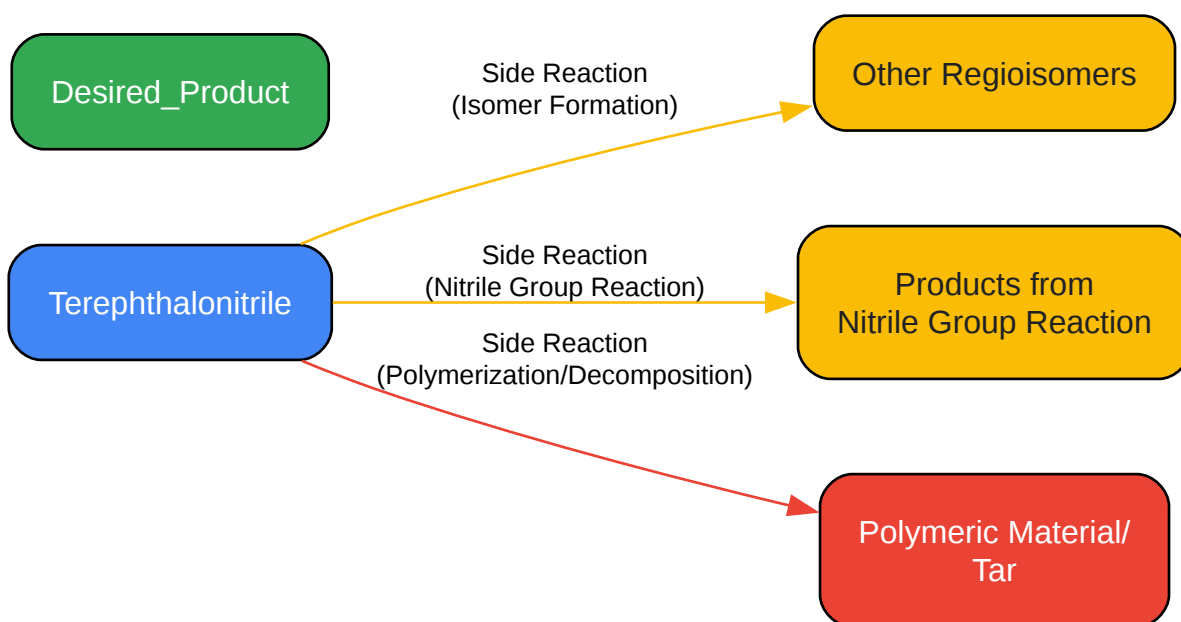 Desired_Product
Side Reaction
(Isomer Formation)
Other Regioisomers
Terephthalonitrile
Side Reaction
(Nitrile Group Reaction)
Products from
Nitrile Group Reaction
Side Reaction
(Polymerization/Decomposition)
Polymeric Material/
Tar